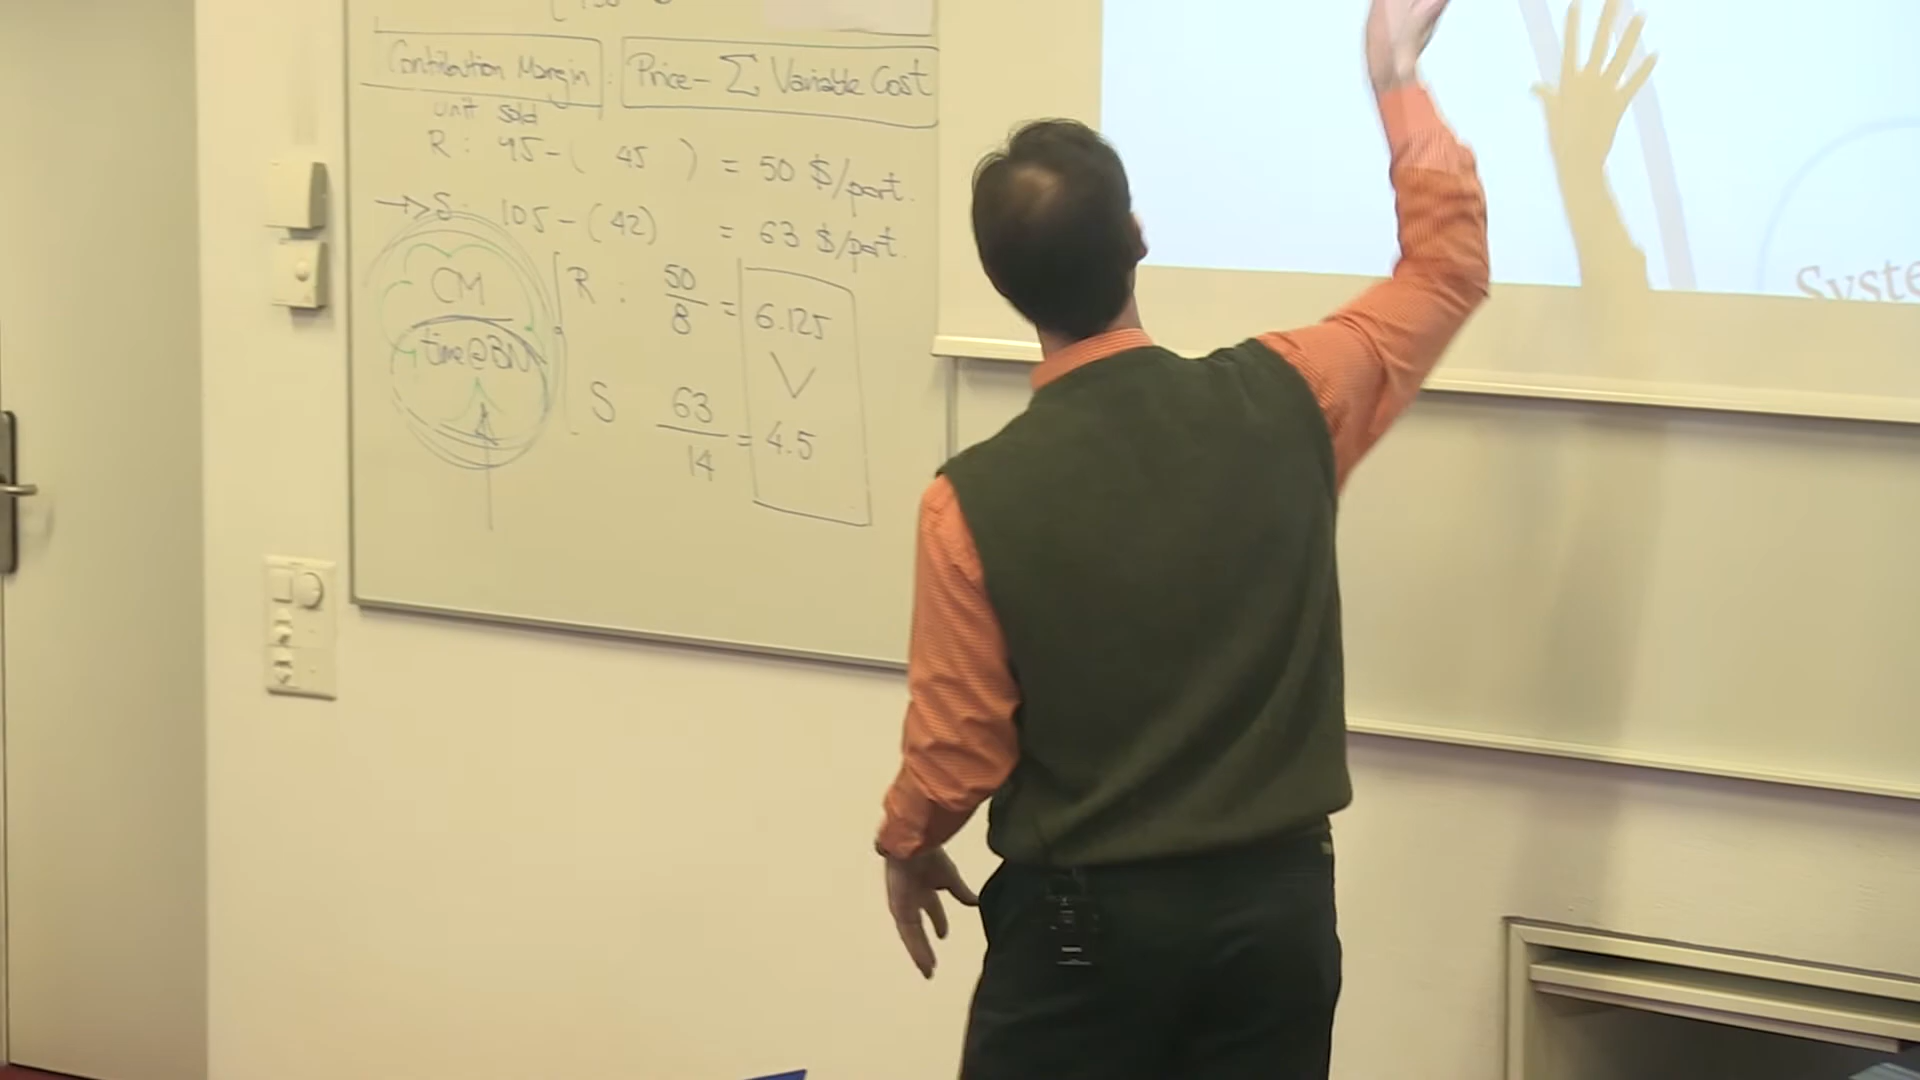 Contribution Margin : Price - ∑ Variable Cost
unit sold
R : 95 - ( 45 ) = 50 $/part.
→ S: 105 - (42) = 63 $/part.
CM
time@BN
R : 50/8 = 6.125
V
S 63/14 = 4.5
Syste